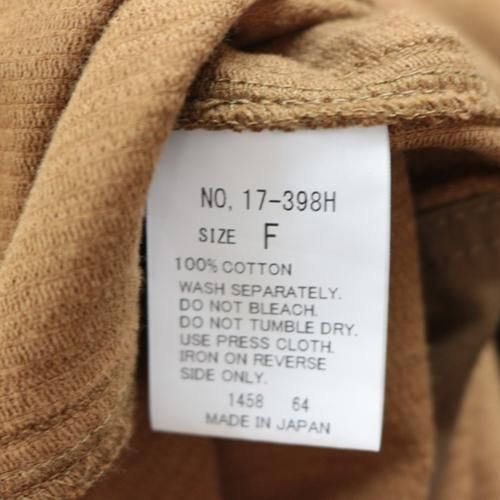 NO, 17-398H
SIZE F
100% COTTON
WASH SEPARATELY.
DO NOT BLEACH.
DO NOT TUMBLE DRY.
USE PRESS CLOTH.
IRON ON REVERSE
SIDE ONLY.
1458 64
MADE IN JAPAN